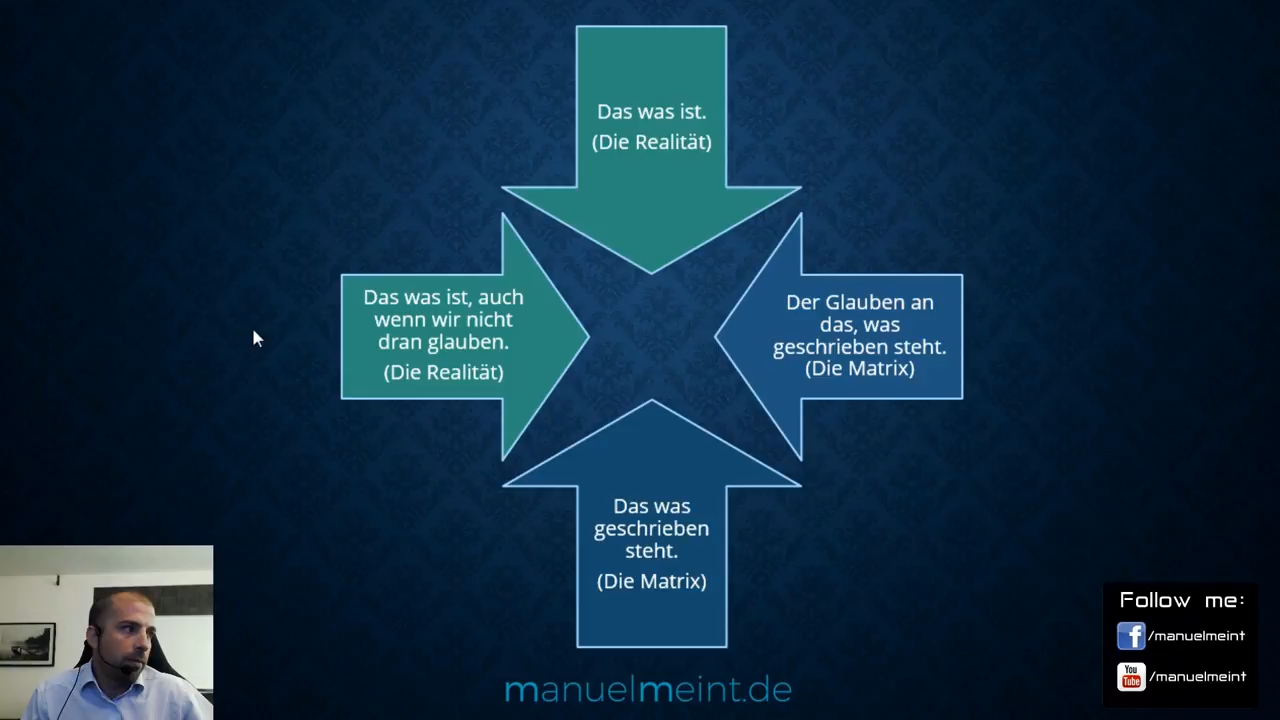 Das was ist.
(Die Realität)
Das was ist, auch
wenn wir nicht
dran glauben.
(Die Realität)
Der Glauben an
das, was
geschrieben steht.
(Die Matrix)
Das was
geschrieben
steht.
(Die Matrix)
manuelmeint.de
Follow me:
f /manuelmeint
You Tube /manuelmeint